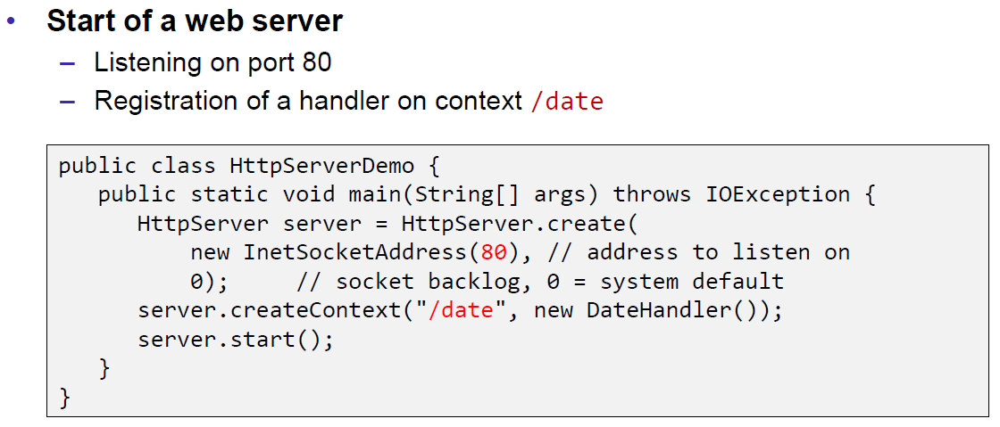 • Start of a web server
– Listening on port 80
– Registration of a handler on context /date
public class HttpServerDemo {
   public static void main(String[] args) throws IOException {
      HttpServer server = HttpServer.create(
          new InetSocketAddress(80), // address to listen on
          0);     // socket backlog, 0 = system default
      server.createContext("/date", new DateHandler());
      server.start();
   }
}